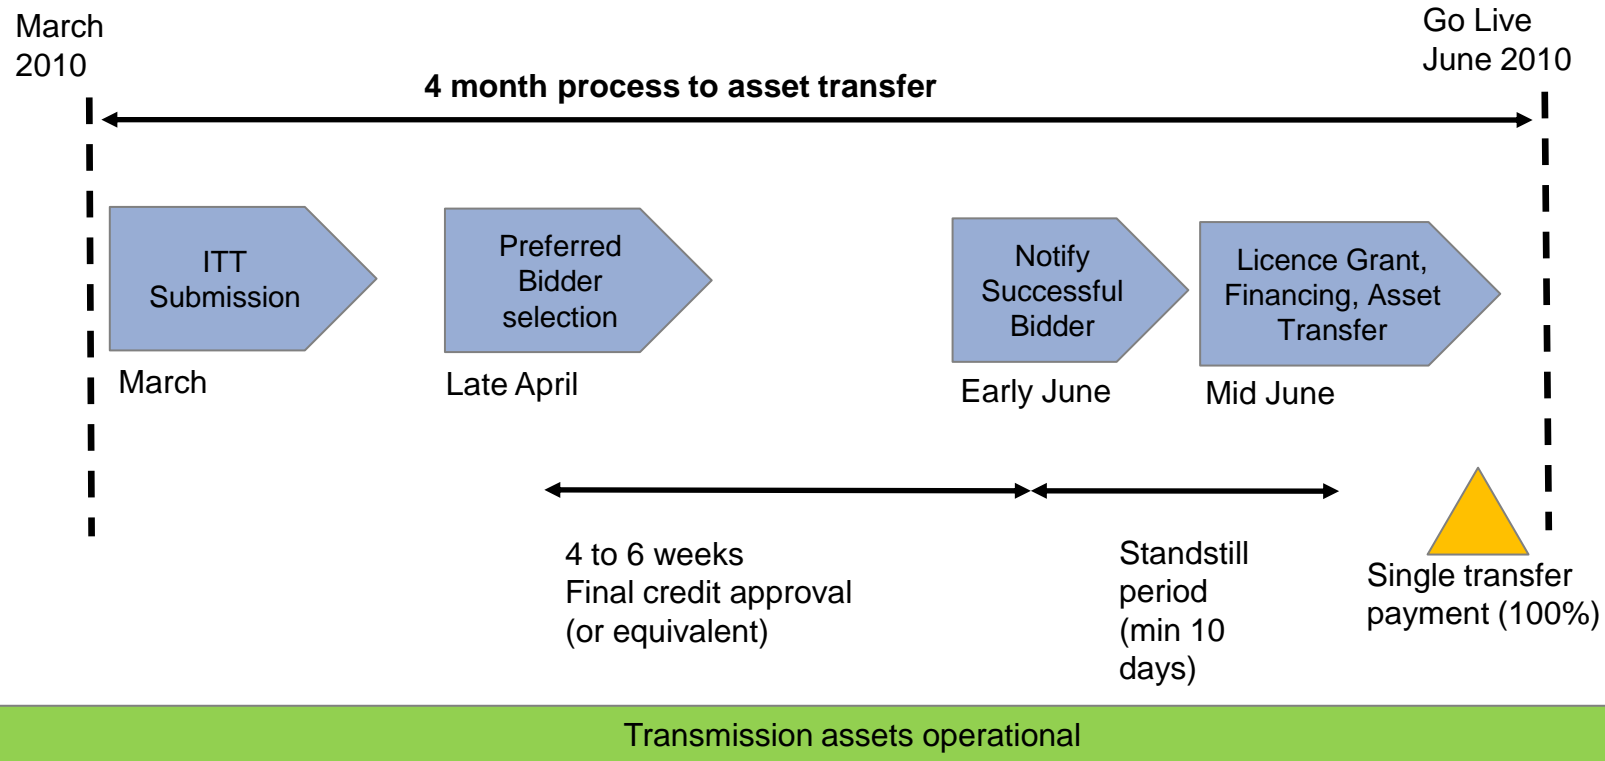 March
2010
Go Live
June 2010
4 month process to asset transfer
ITT
Submission
Preferred
Bidder
selection
Notify
Successful
Bidder
Licence Grant,
Financing, Asset
Transfer
March
Late April
Early June
Mid June
4 to 6 weeks
Final credit approval
(or equivalent)
Standstill
period
(min 10
days)
Single transfer
payment (100%)
Transmission assets operational